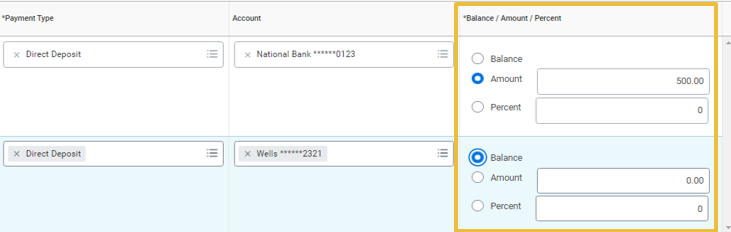 *Payment Type Account *Balance / Amount / Percent
× Direct Deposit × National Bank ******0123
Balance
Amount 500.00
Percent 0
× Direct Deposit × Wells ******2321
Balance
Amount 0.00
Percent 0